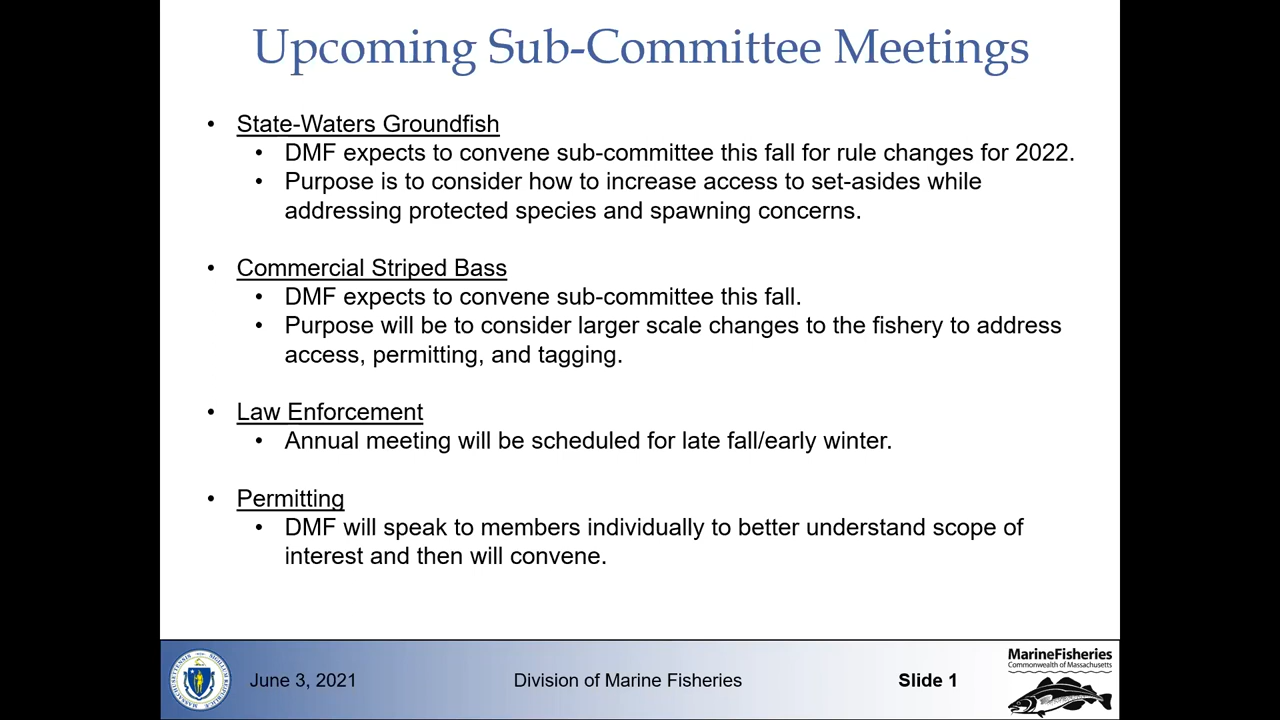 Upcoming Sub-Committee Meetings
• State-Waters Groundfish
• DMF expects to convene sub-committee this fall for rule changes for 2022.
• Purpose is to consider how to increase access to set-asides while
addressing protected species and spawning concerns.
• Commercial Striped Bass
• DMF expects to convene sub-committee this fall.
• Purpose will be to consider larger scale changes to the fishery to address
access, permitting, and tagging.
• Law Enforcement
• Annual meeting will be scheduled for late fall/early winter.
• Permitting
• DMF will speak to members individually to better understand scope of
interest and then will convene.
June 3, 2021
Division of Marine Fisheries
Slide 1
MarineFisheries
Commonwealth of Massachusetts